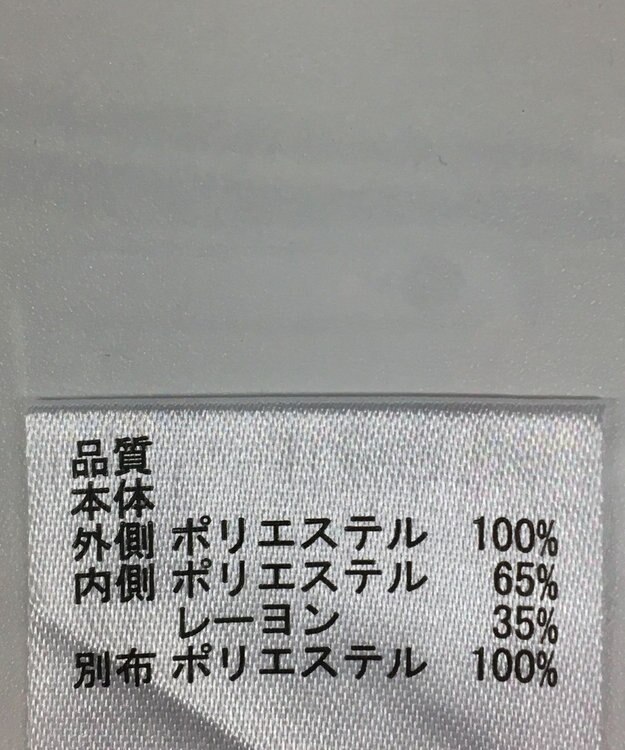 品質
本体
外側 ポリエステル 100%
内側 ポリエステル 65%
レーヨン 35%
別布 ポリエステル 100%